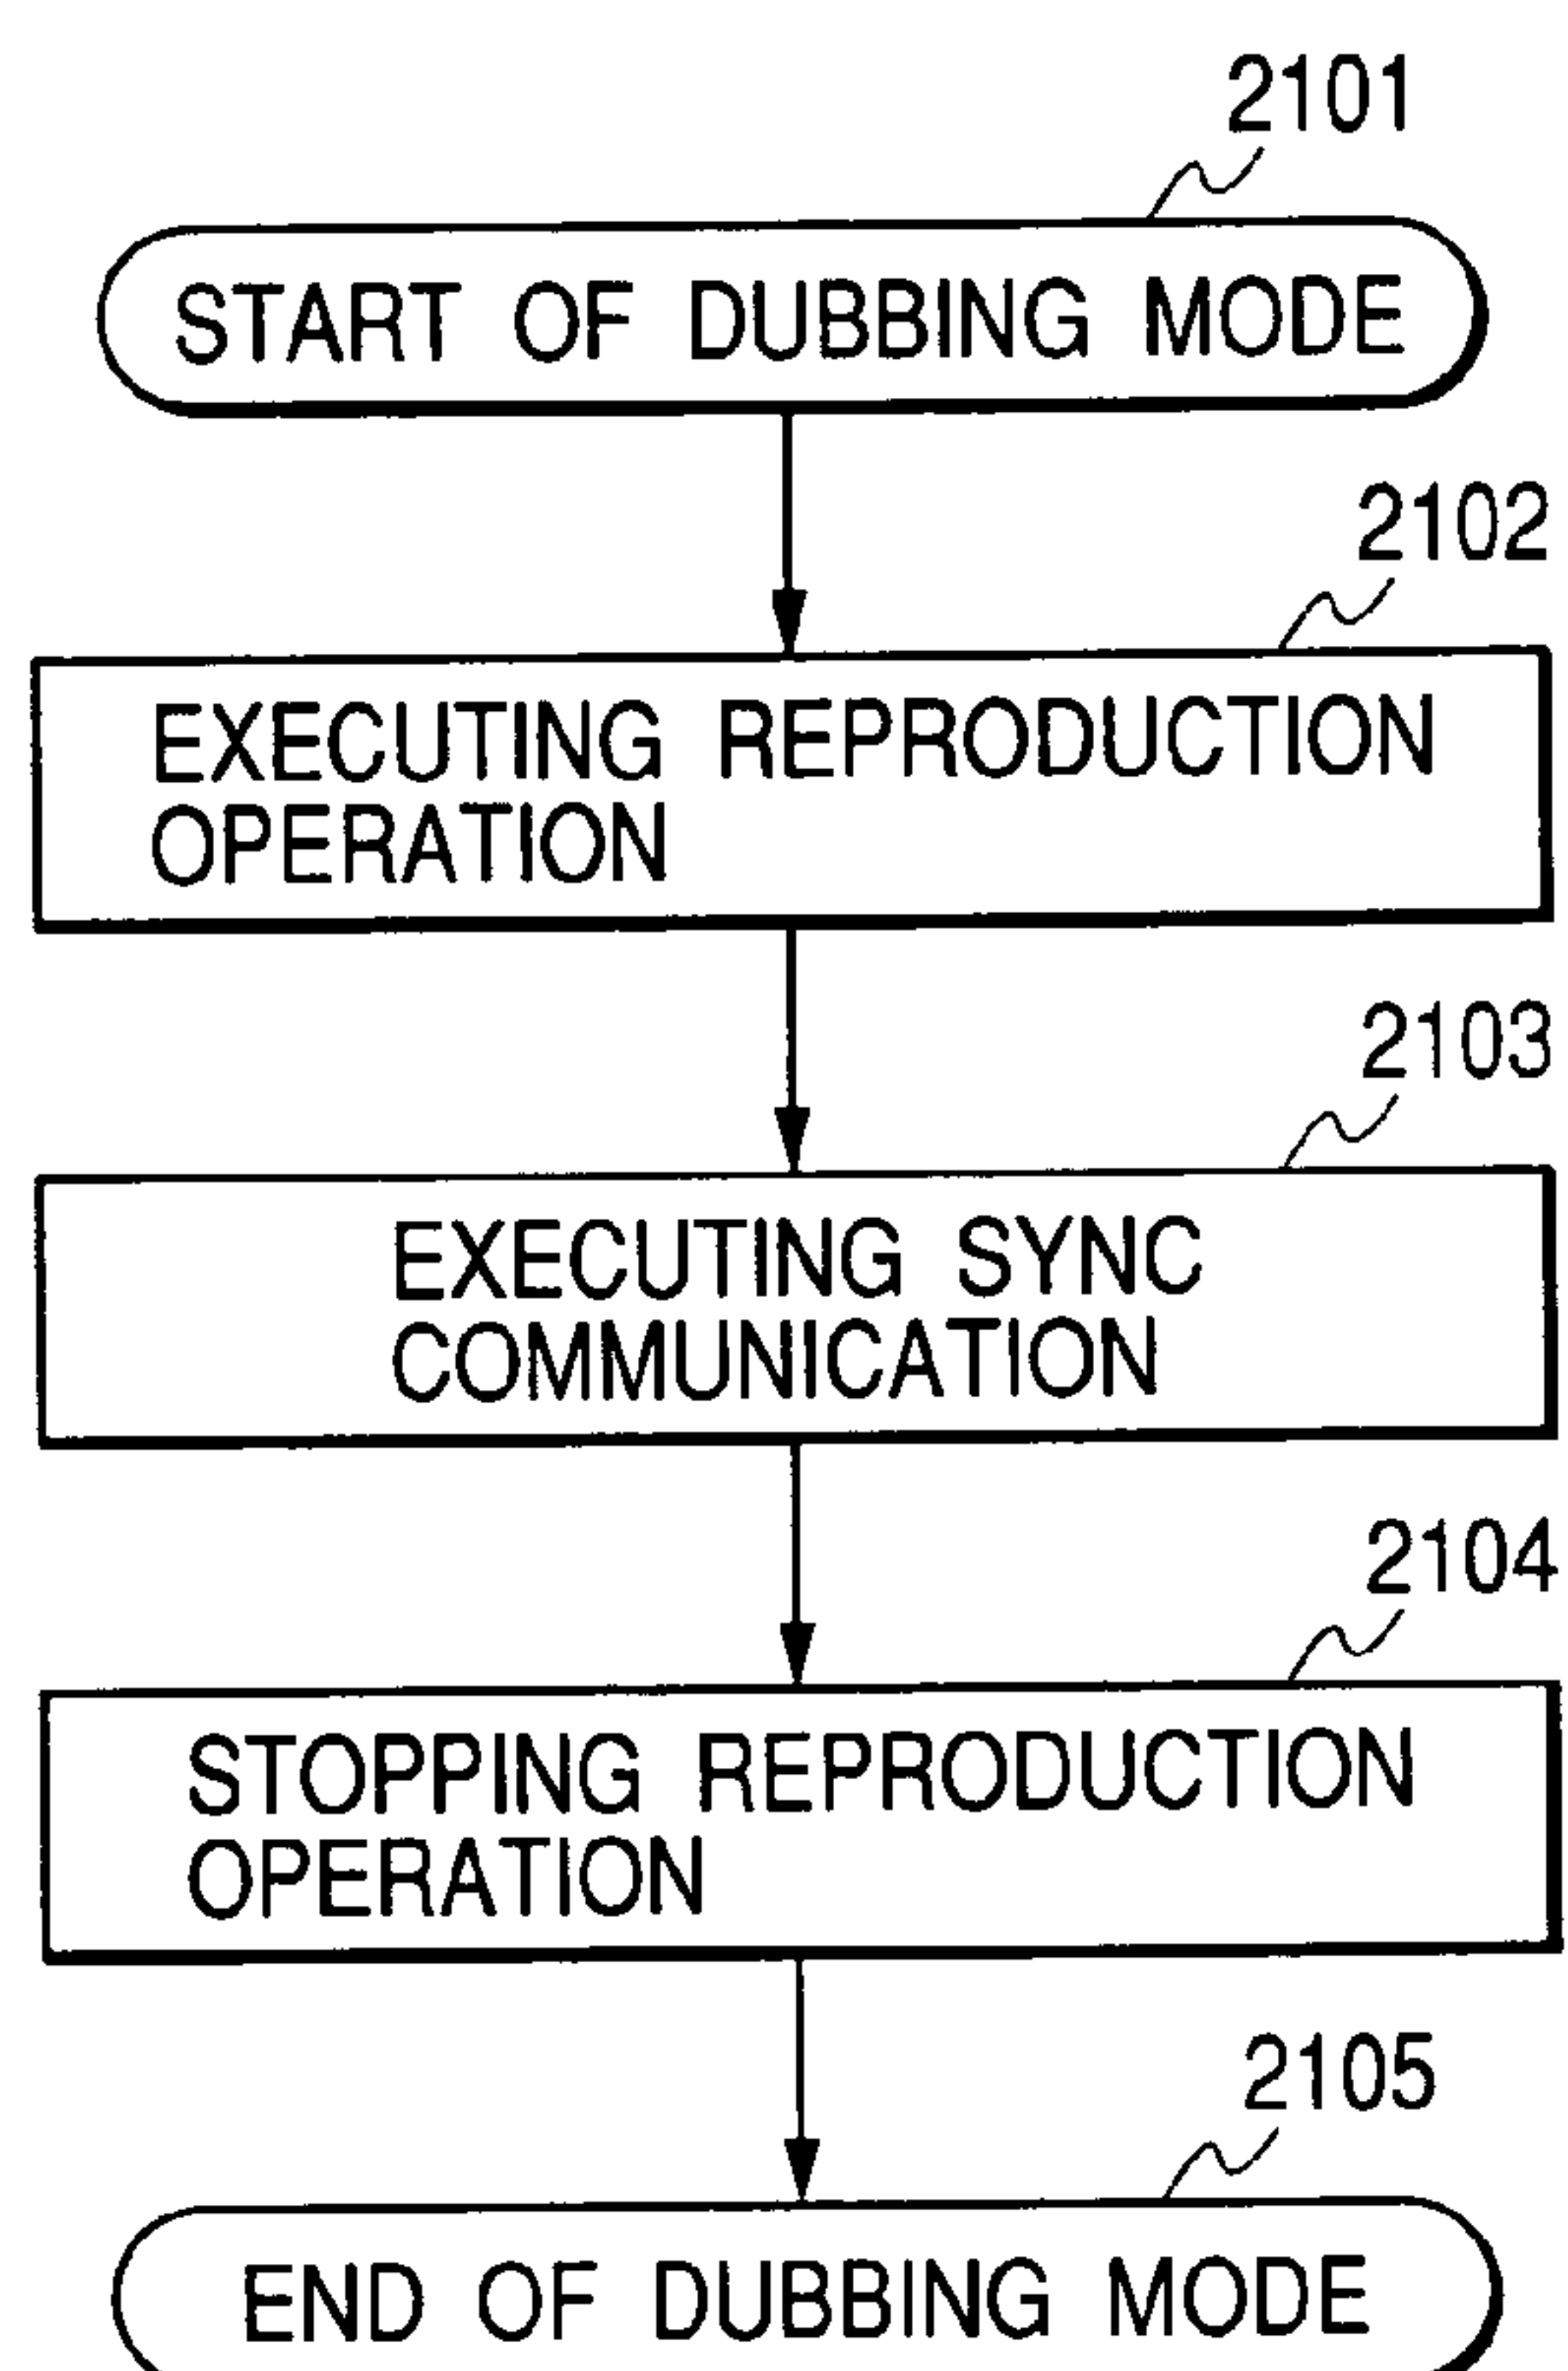 2101
START OF DUBBING MODE
2102
EXECUTING REPRODUCTION
OPERATION
2103
EXECUTING SYNC
COMMUNICATION
2104
STOPPING REPRODUCTION
OPERATION
2105
END OF DUBBING MODE